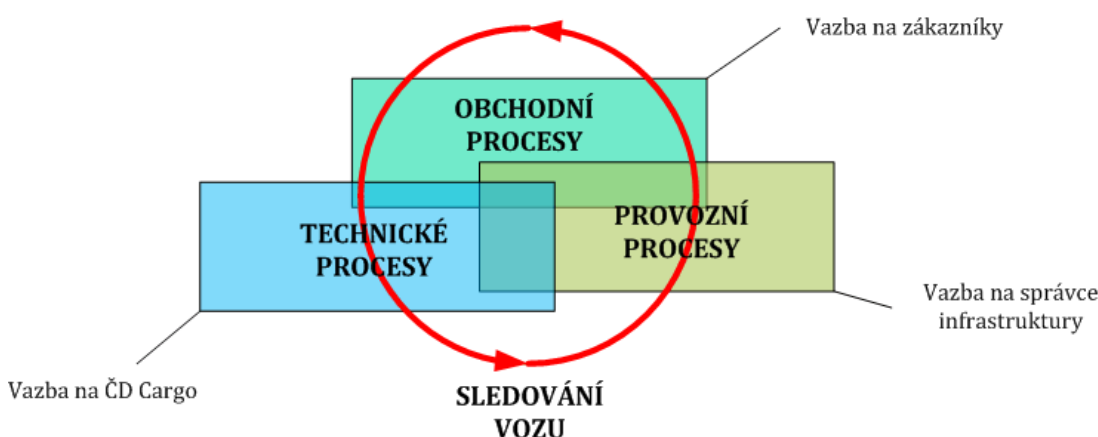 Vazba na zákazníky
OBCHODNÍ
PROCESY
TECHNICKÉ
PROCESY
PROVOZNÍ
PROCESY
Vazba na správce
infrastruktury
Vazba na ČD Cargo
SLEDOVÁNÍ
VOZU